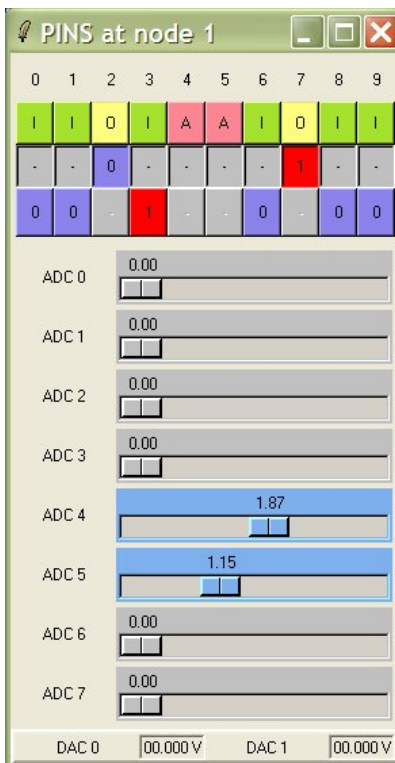 PINS at node 1
0 1 2 3 4 5 6 7 8 9
I I O I A A I O I I
- - 0 - - - - 1 - -
0 0 - 1 - - 0 - 0 0
0.00
ADC 0
0.00
ADC 1
0.00
ADC 2
0.00
ADC 3
1.87
ADC 4
1.15
ADC 5
0.00
ADC 6
0.00
ADC 7
DAC 0 00.000 V DAC 1 00.000 V